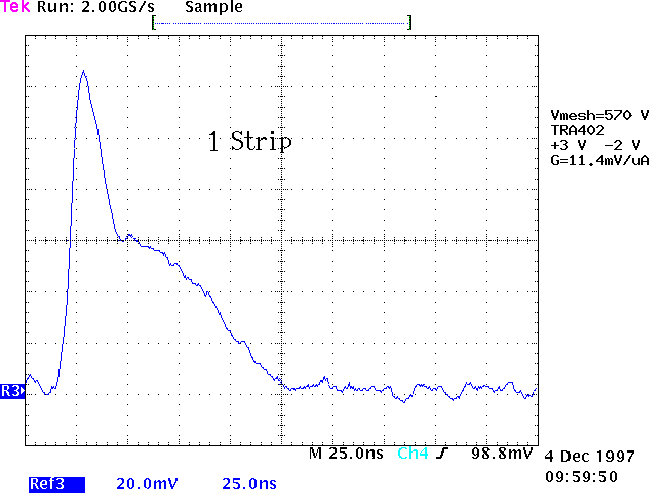 Tek Run: 2.00GS/s Sample
1 Strip
Vmesh=570 V
TRA402
+3 V -2 V
G=11.4mV/uA
R3
M 25.0ns Ch4 98.8mV
4 Dec 1997
09:59:50
Ref3 20.0mV 25.0ns